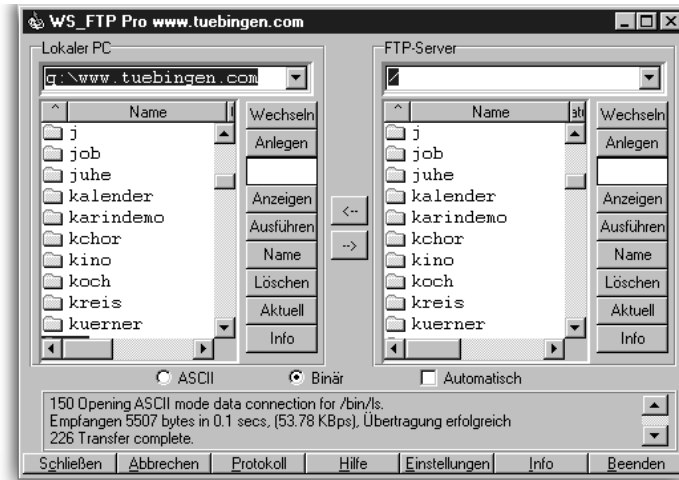 WS_FTP Pro www.tuebingen.com
Lokaler PC
g:\www.tuebingen.com
^ Name
j
job
juhe
kalender
karindemo
kchor
kino
koch
kreis
kuerner
Wechseln
Anlegen
Anzeigen
Ausführen
Name
Löschen
Aktuell
Info
<--
-->
FTP-Server
/
^ Name
j
job
juhe
kalender
karindemo
kchor
kino
koch
kreis
kuerner
Wechseln
Anlegen
Anzeigen
Ausführen
Name
Löschen
Aktuell
Info
ASCII Binär Automatisch
150 Opening ASCII mode data connection for /bin/ls.
Empfangen 5507 bytes in 0.1 secs, (53.78 KBps), Übertragung erfolgreich
226 Transfer complete.
Schließen Abbrechen Protokoll Hilfe Einstellungen Info Beenden